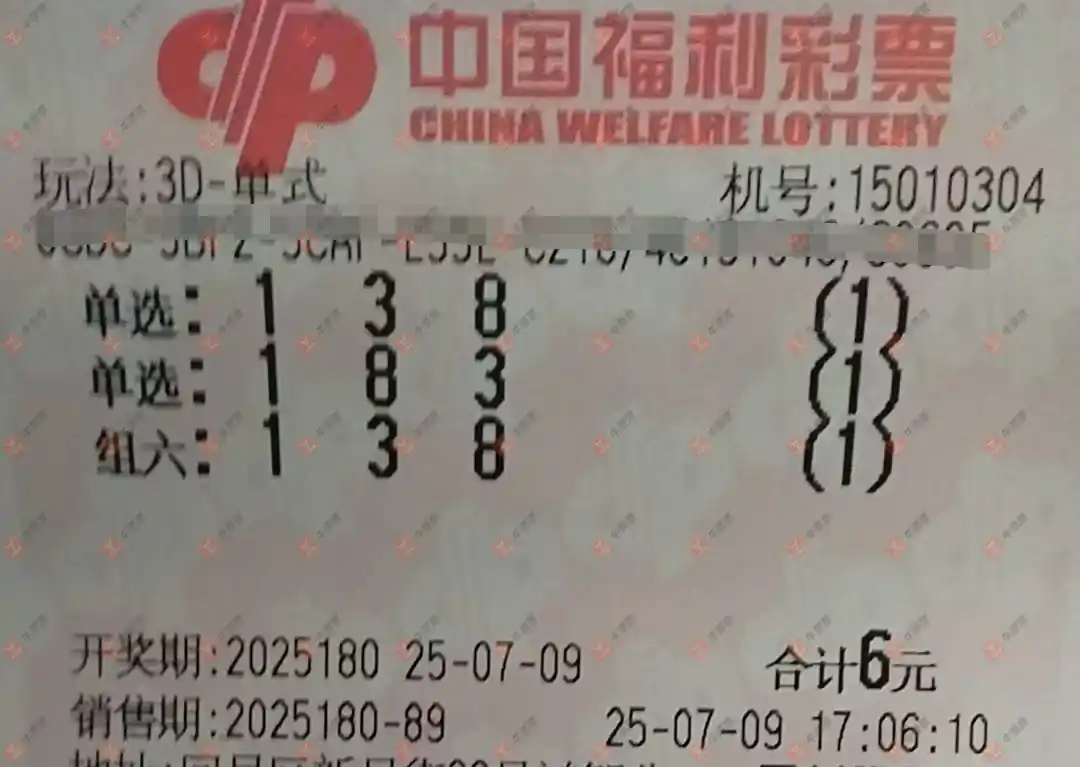 中国福利彩票
CHINA WELFARE LOTTERY
玩法:3D-单式 机号:15010304
单选: 1 3 8 (1)
单选: 1 8 3 (1)
组六: 1 3 8 (1)
开奖期:2025180 25-07-09 合计6元
销售期:2025180-89 25-07-09 17:06:10